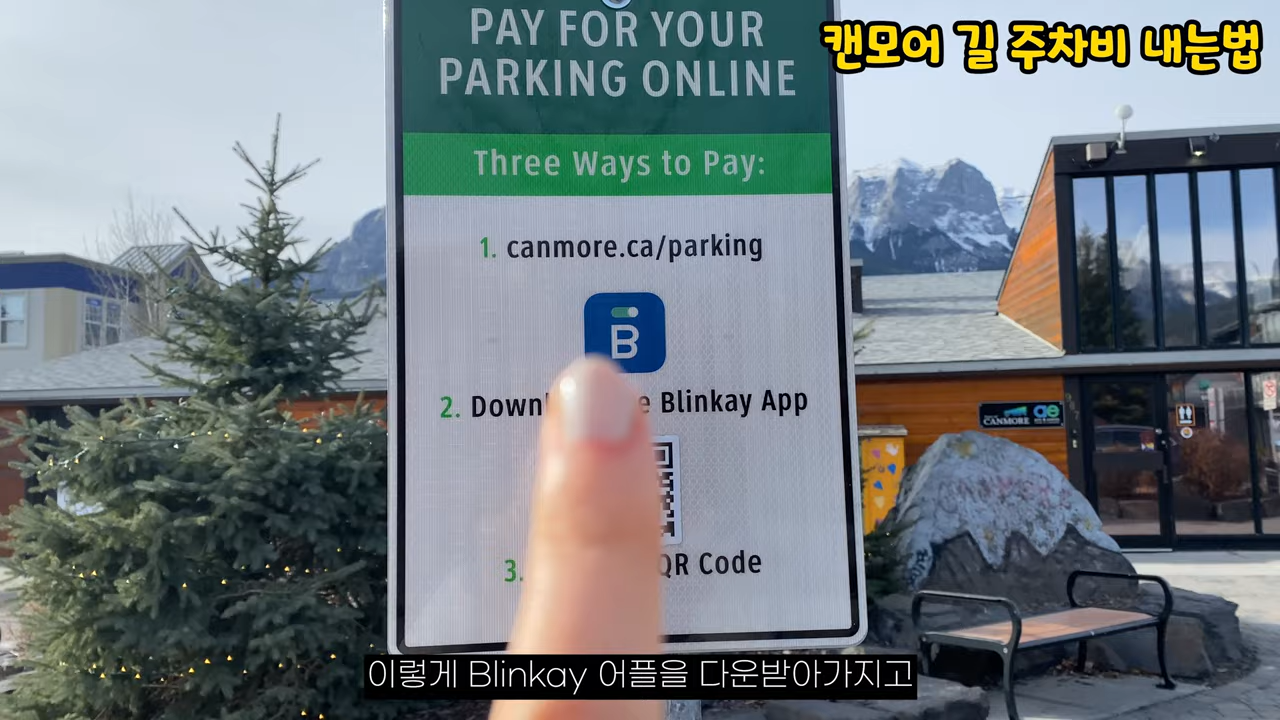 캔모어 길 주차비 내는법
PAY FOR YOUR
PARKING ONLINE
Three Ways to Pay:
1. canmore.ca/parking
B
2. Blinkay App
3. QR Code
CANMORE
이렇게 Blinkay 어플을 다운받아가지고